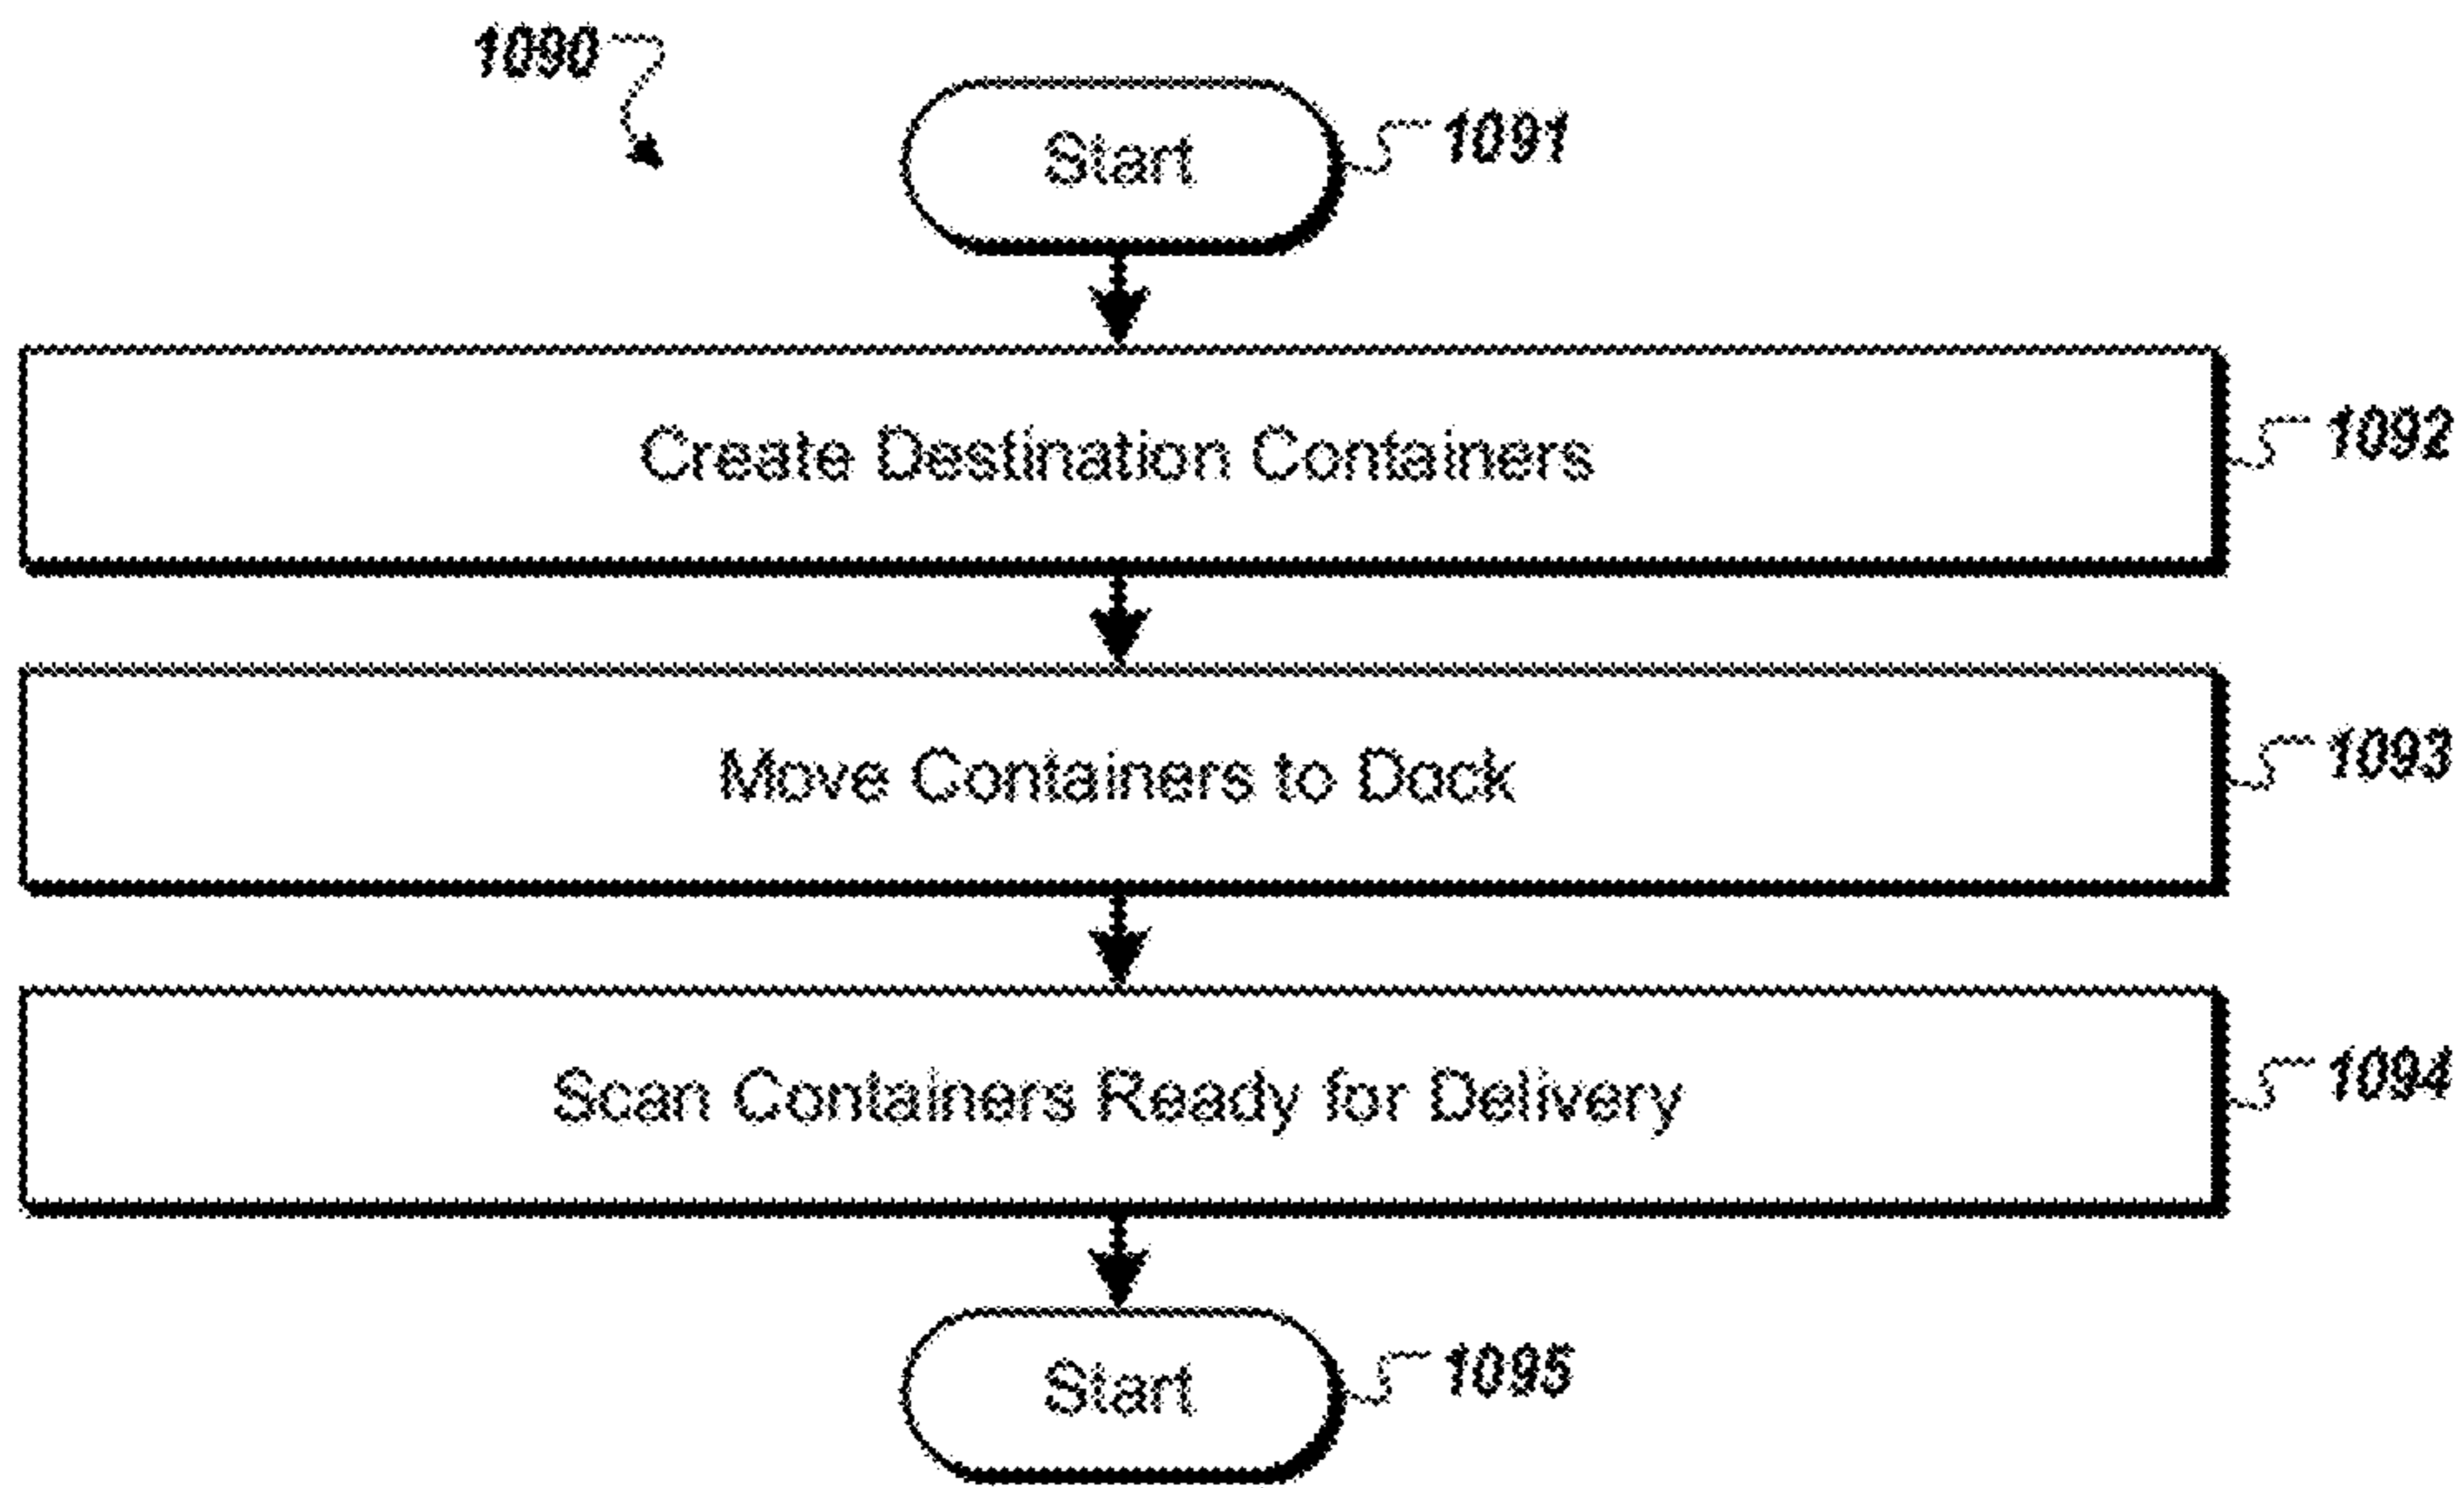 1090
Start
1091
Create Destination Containers
1092
Move Containers to Dock
1093
Scan Containers Ready for Delivery
1094
Start
1095